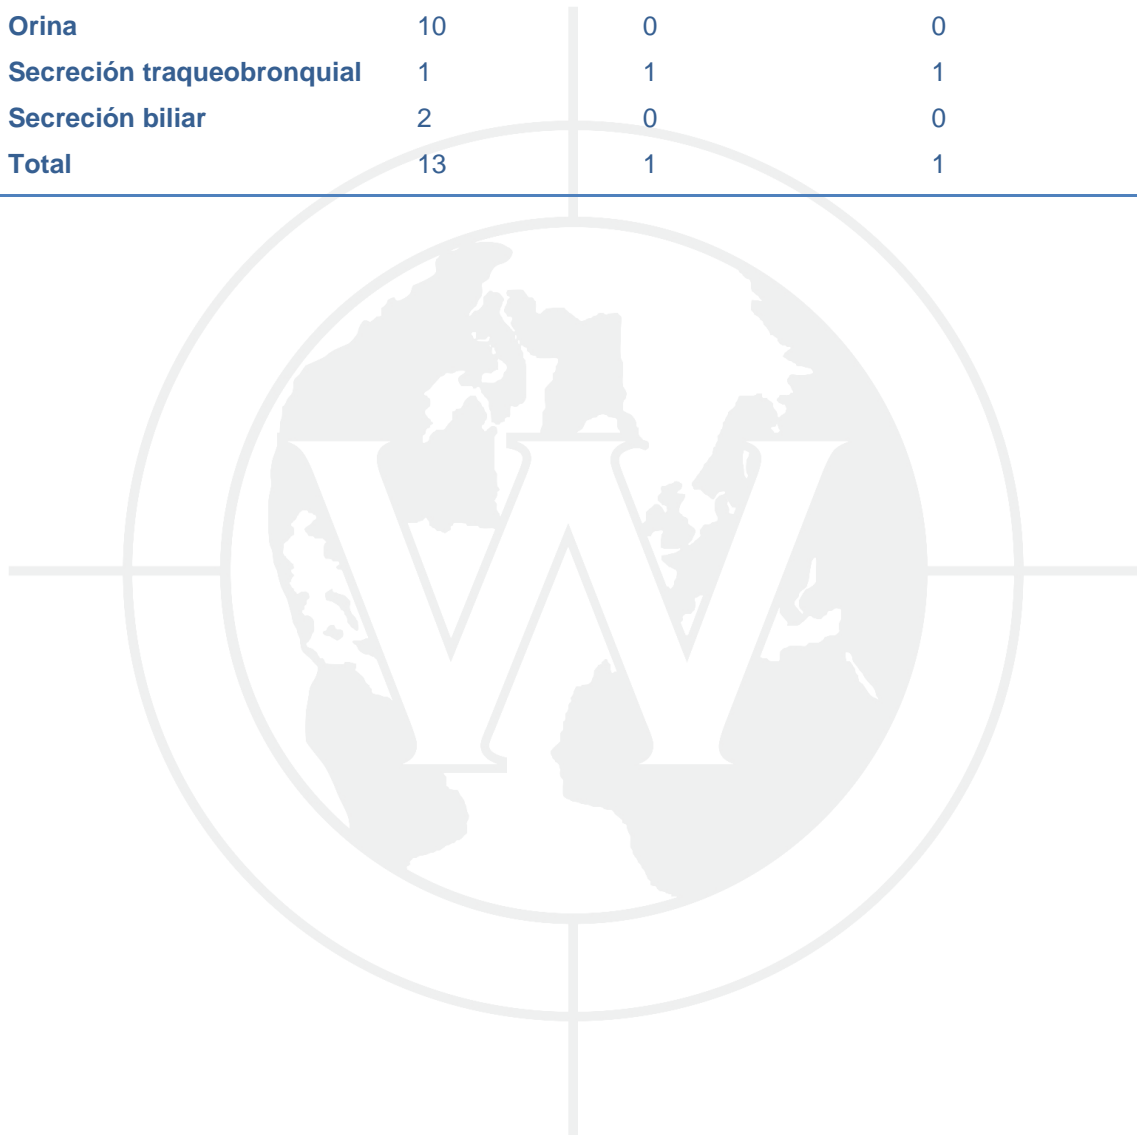 Orina 10 0 0
Secreción traqueobronquial 1 1 1
Secreción biliar 2 0 0
Total 13 1 1
W